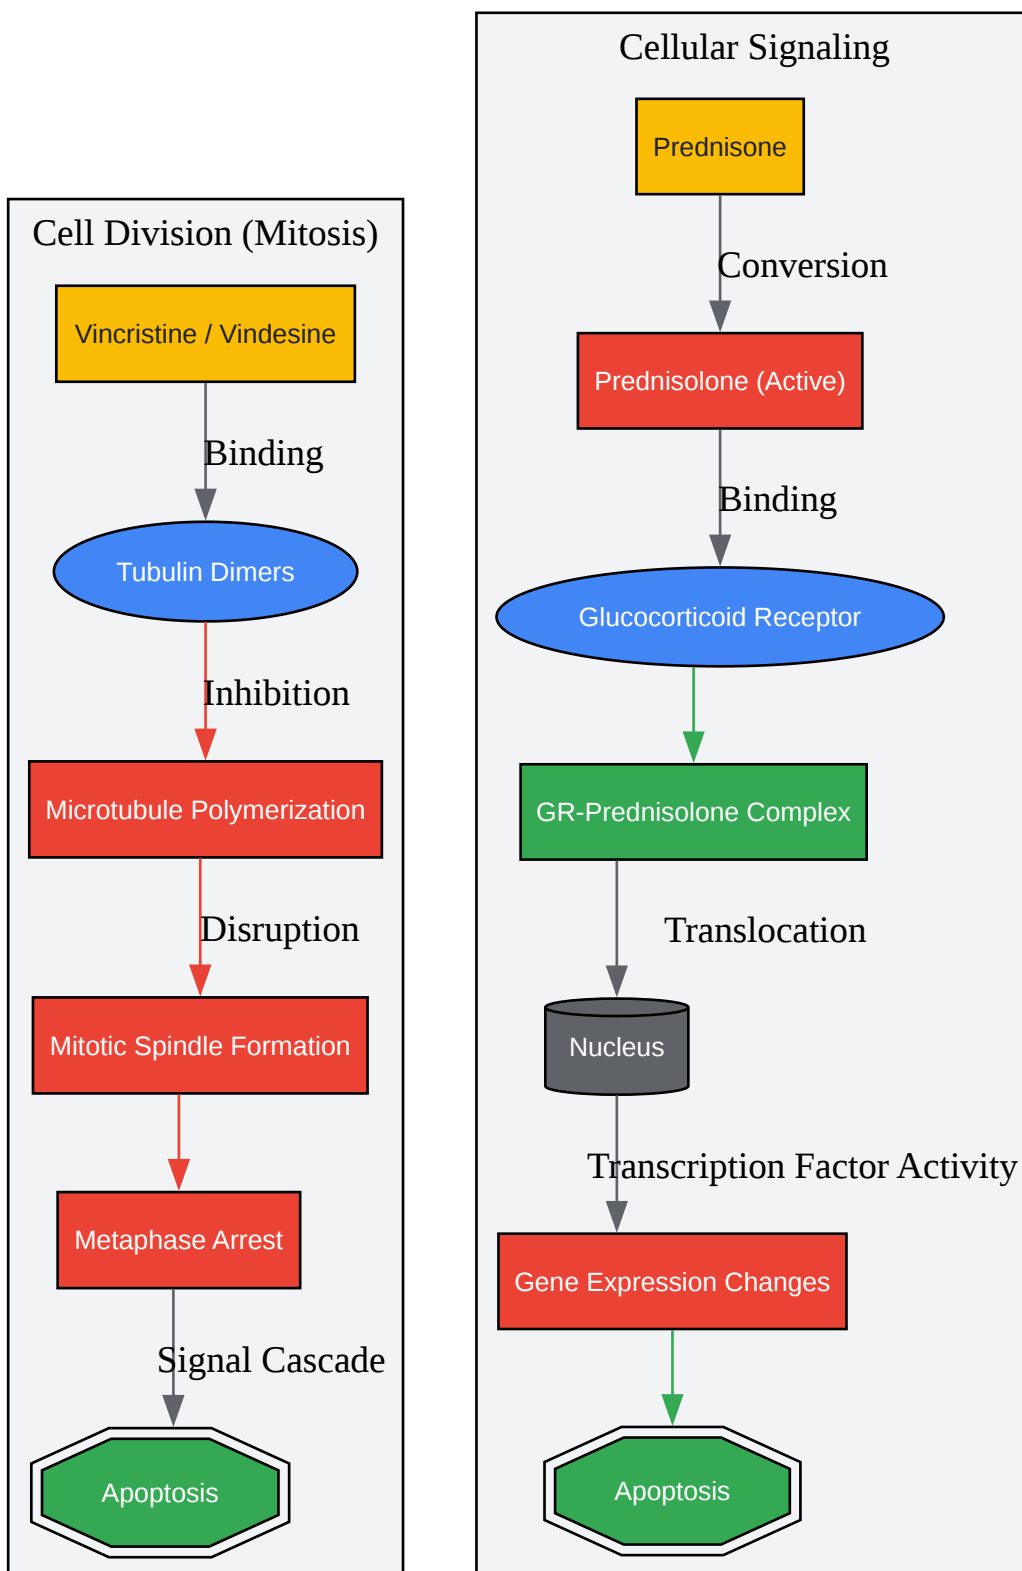 Cell Division (Mitosis)
Vincristine / Vindesine
Binding
Tubulin Dimers
Inhibition
Microtubule Polymerization
Disruption
Mitotic Spindle Formation
Metaphase Arrest
Signal Cascade
Apoptosis
Cellular Signaling
Prednisone
Conversion
Prednisolone (Active)
Binding
Glucocorticoid Receptor
GR-Prednisolone Complex
Translocation
Nucleus
Transcription Factor Activity
Gene Expression Changes
Apoptosis